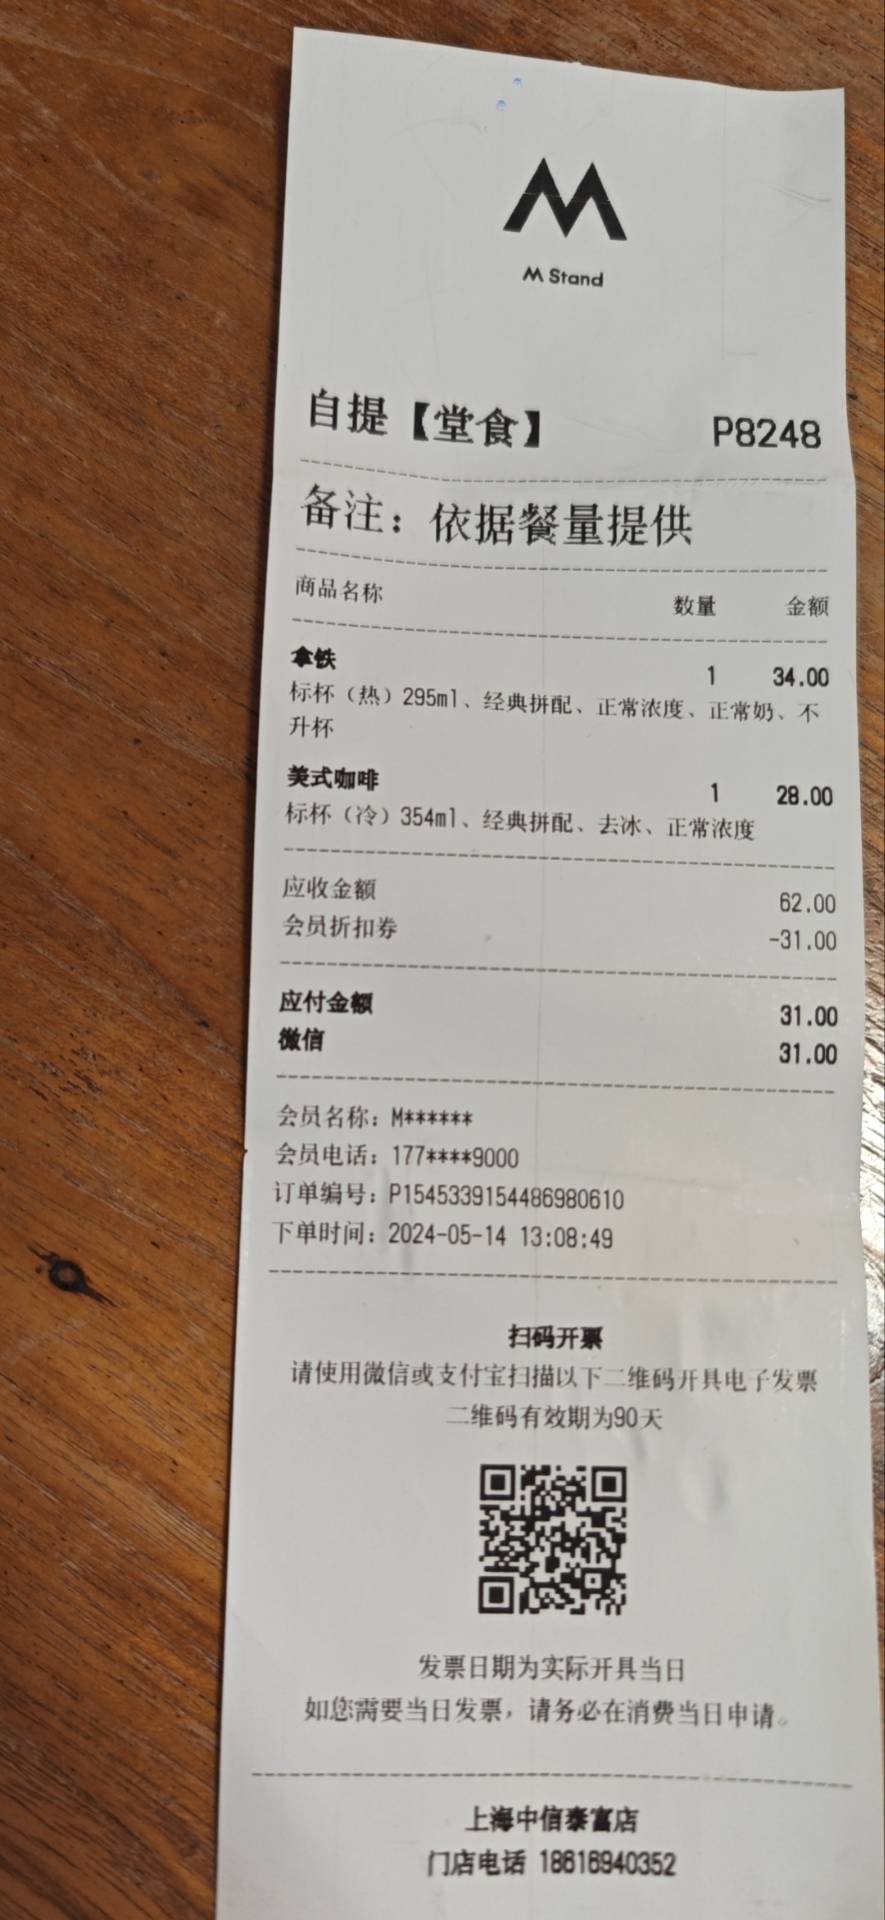 M Stand
自提【堂食】 P8248
备注：依据餐量提供
商品名称 数量 金额
拿铁 1 34.00
标杯（热）295ml、经典拼配、正常浓度、正常奶、不
升杯
美式咖啡 1 28.00
标杯（冷）354ml、经典拼配、去冰、正常浓度
应收金额 62.00
会员折扣券 -31.00
应付金额 31.00
微信 31.00
会员名称：M******
会员电话：177****9000
订单编号：P1545339154486980610
下单时间：2024-05-14 13:08:49
扫码开票
请使用微信或支付宝扫描以下二维码开具电子发票
二维码有效期为90天
发票日期为实际开具当日
如您需要当日发票，请务必在消费当日申请。
上海中信泰富店
门店电话 18616940352